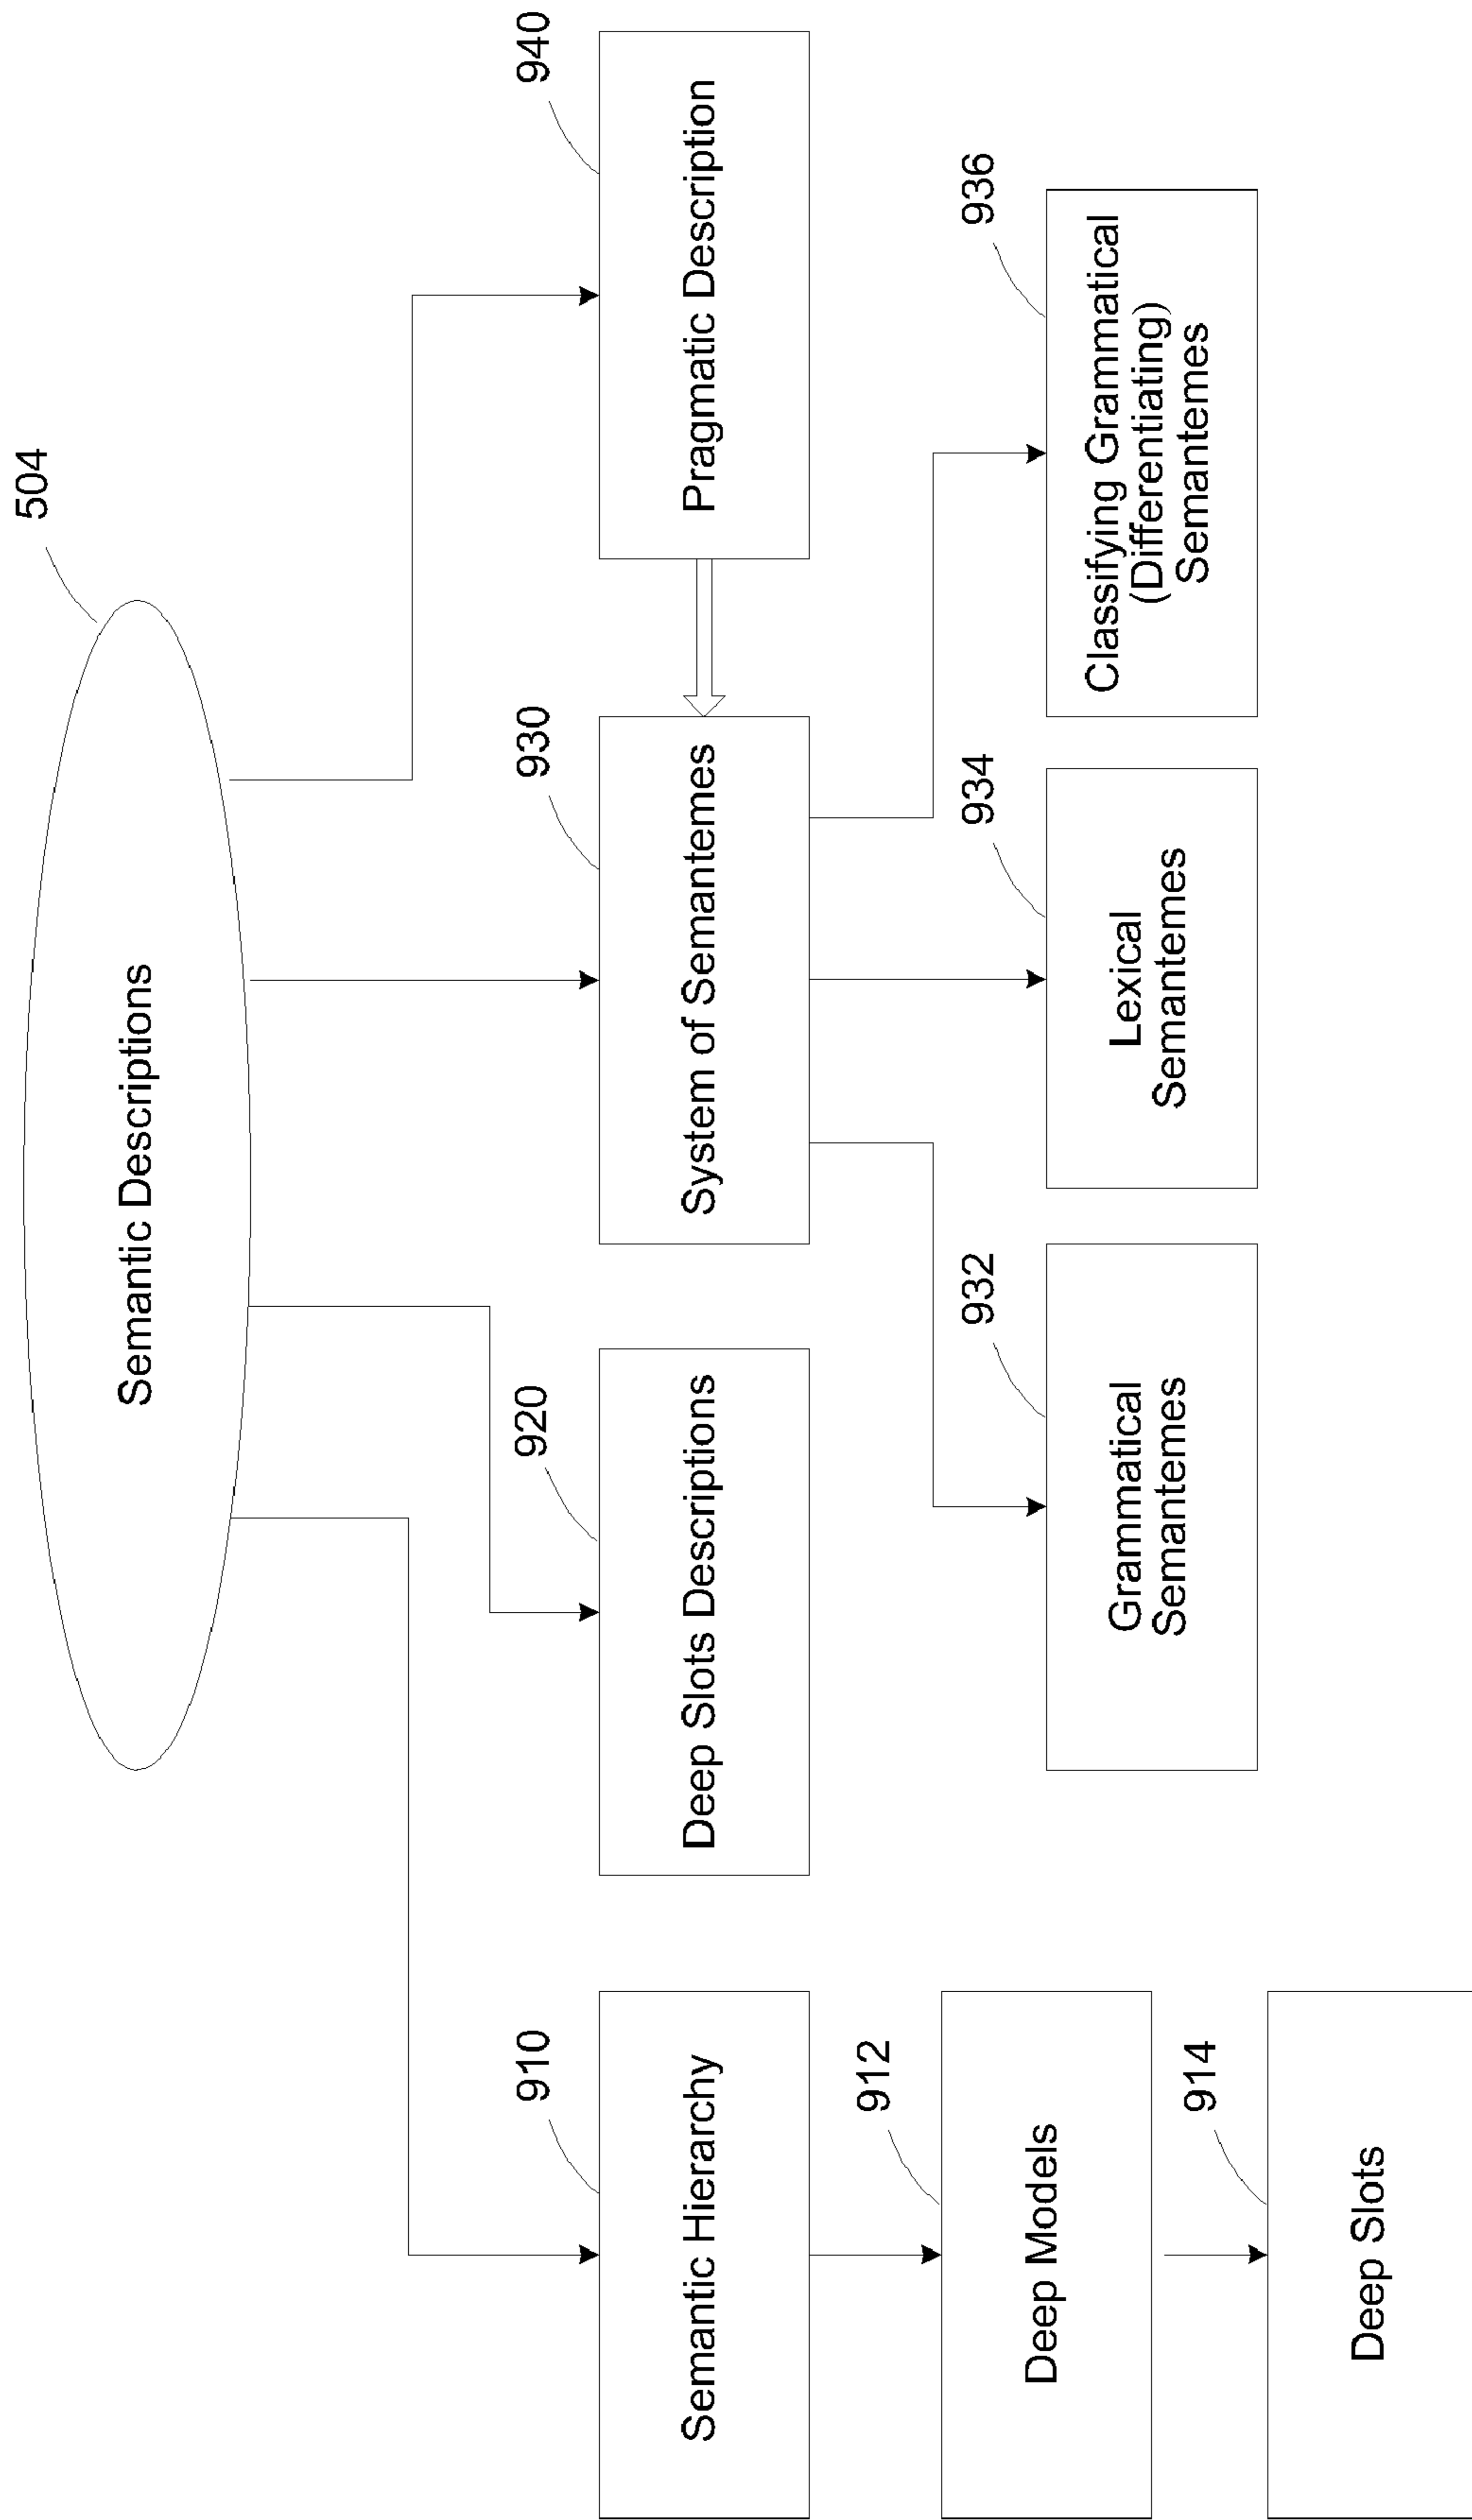 504
Semantic Descriptions
910
Semantic Hierarchy
920
Deep Slots Descriptions
930
System of Semantemes
940
Pragmatic Description
912
Deep Models
914
Deep Slots
932
Grammatical
Semantemes
934
Lexical
Semantemes
936
Classifying Grammatical
(Differentiating)
Semantemes